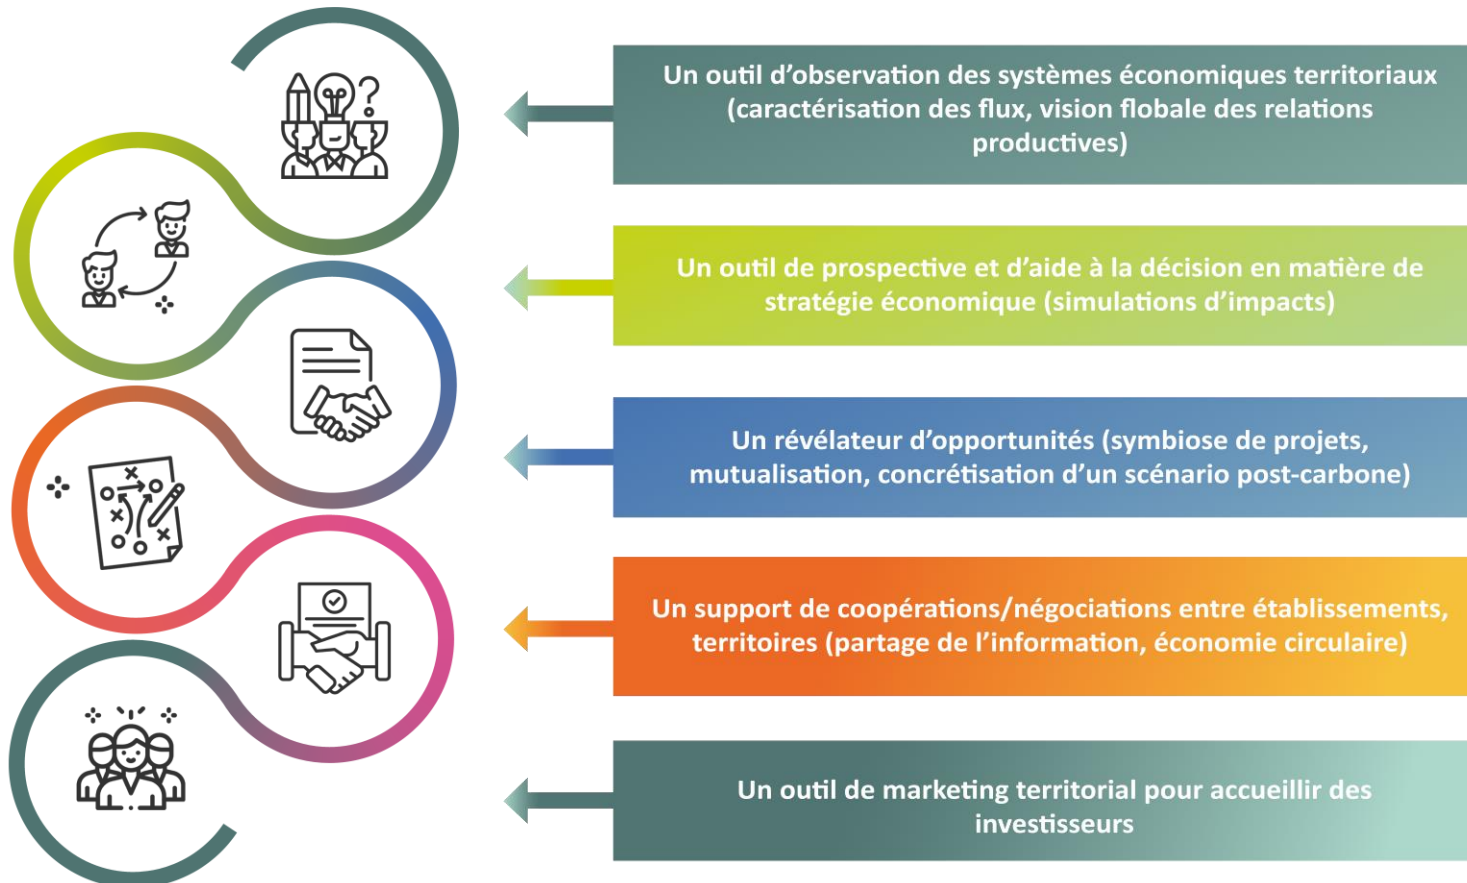 Un outil d’observation des systèmes économiques territoriaux
(caractérisation des flux, vision flobale des relations
productives)
Un outil de prospective et d’aide à la décision en matière de
stratégie économique (simulations d’impacts)
Un révélateur d’opportunités (symbiose de projets,
mutualisation, concrétisation d’un scénario post-carbone)
Un support de coopérations/négociations entre établissements,
territoires (partage de l’information, économie circulaire)
Un outil de marketing territorial pour accueillir des
investisseurs